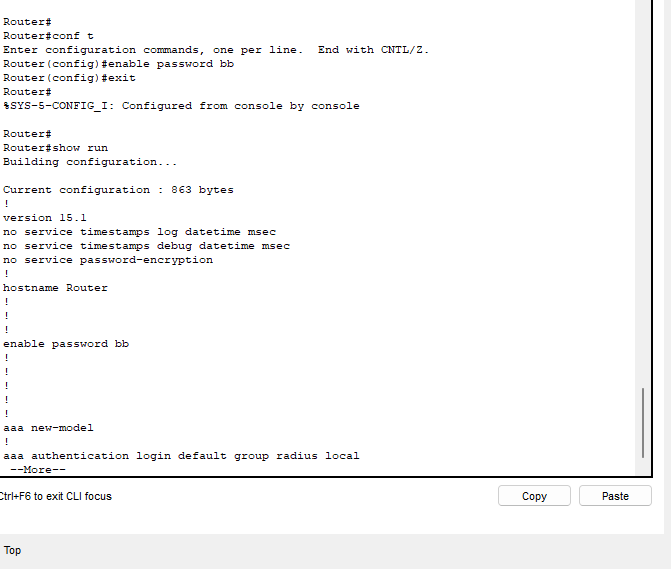 Router#
Router#conf t
Enter configuration commands, one per line.  End with CNTL/Z.
Router(config)#enable password bb
Router(config)#exit
Router#
%SYS-5-CONFIG_I: Configured from console by console
Router#
Router#show run
Building configuration...
Current configuration : 863 bytes
!
version 15.1
no service timestamps log datetime msec
no service timestamps debug datetime msec
no service password-encryption
!
hostname Router
!
!
!
enable password bb
!
!
!
!
!
aaa new-model
!
aaa authentication login default group radius local
 --More--
Ctrl+F6 to exit CLI focus
Copy
Paste
Top